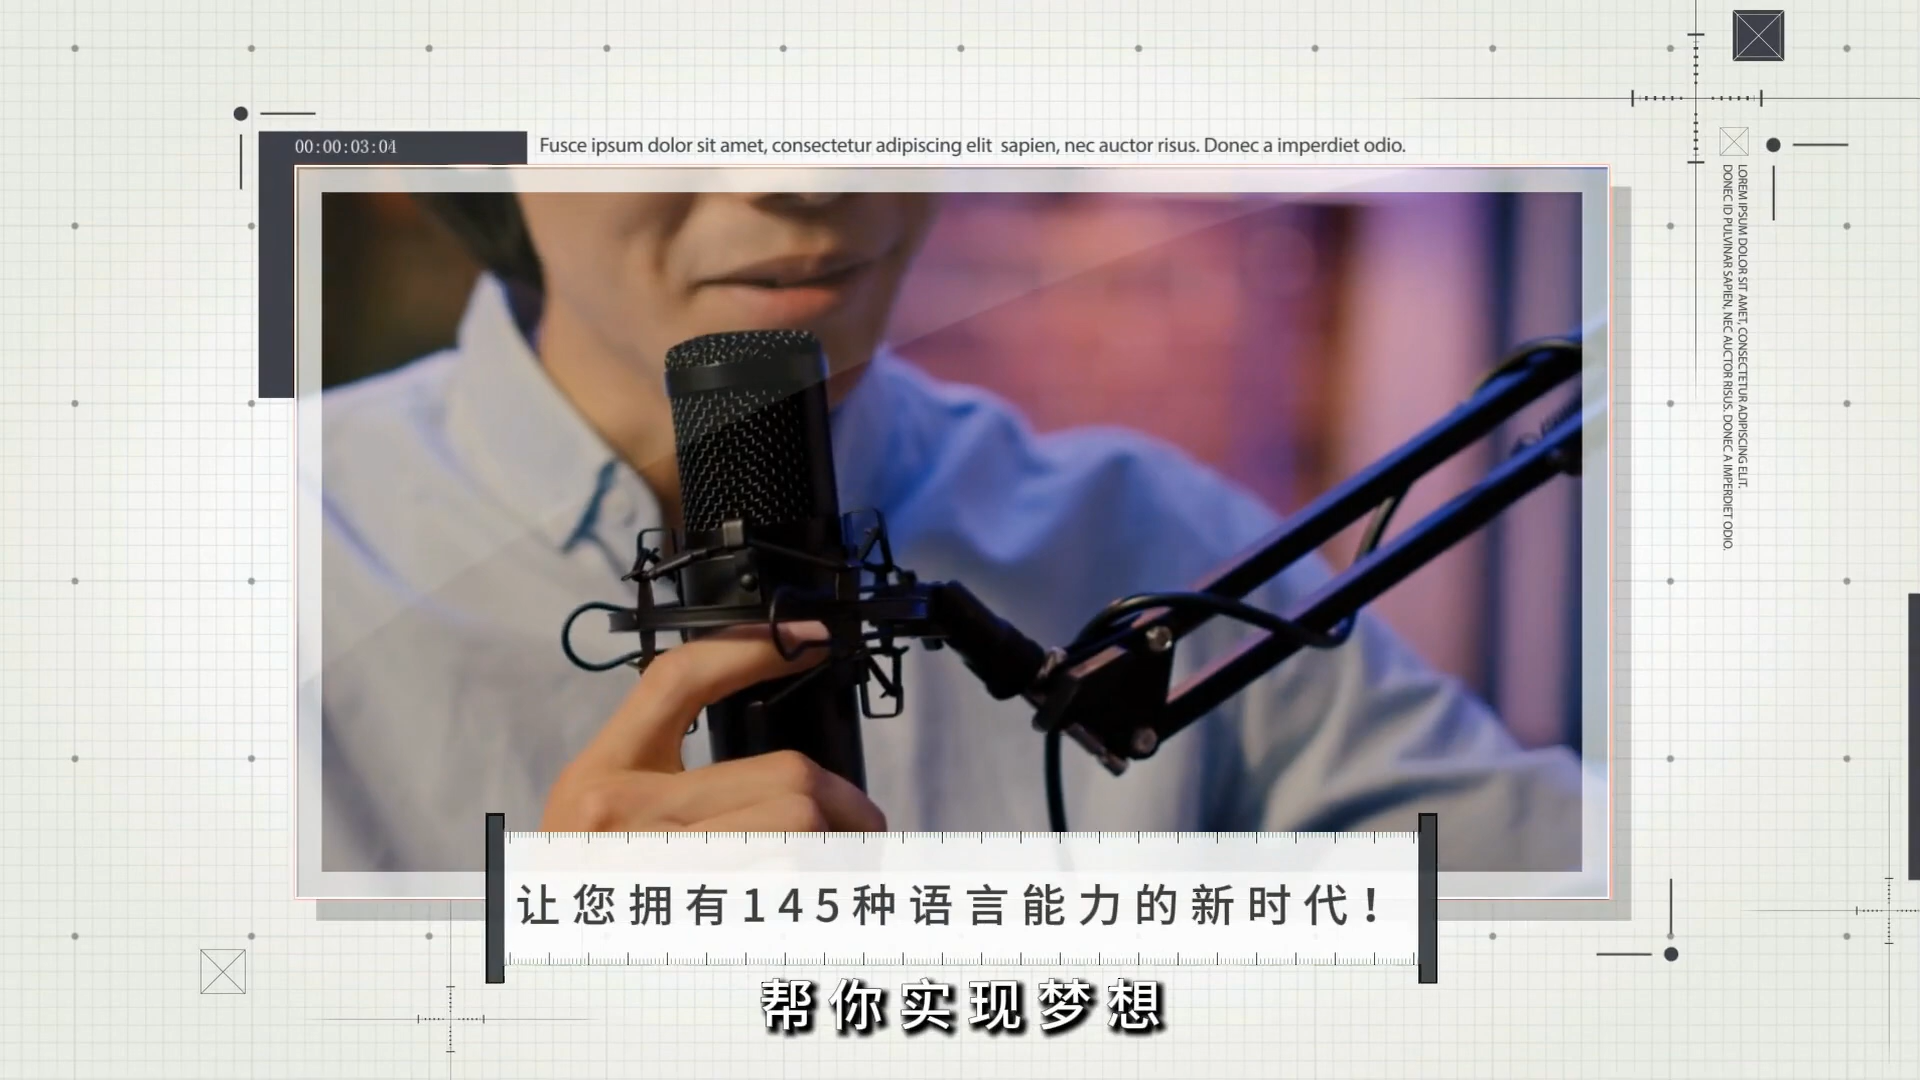 00:00:03:04
Fusce ipsum dolor sit amet, consectetur adipiscing elit sapien, nec auctor risus. Donec a imperdiet odio.
LOREM IPSUM DOLOR SIT AMET, CONSECTETUR ADIPISCING ELIT.
DONEC ID PULVINAR SAPIEN, NEC AUCTOR RISUS. DONEC A IMPERDIET ODIO.
让您拥有145种语言能力的新时代!
帮你实现梦想